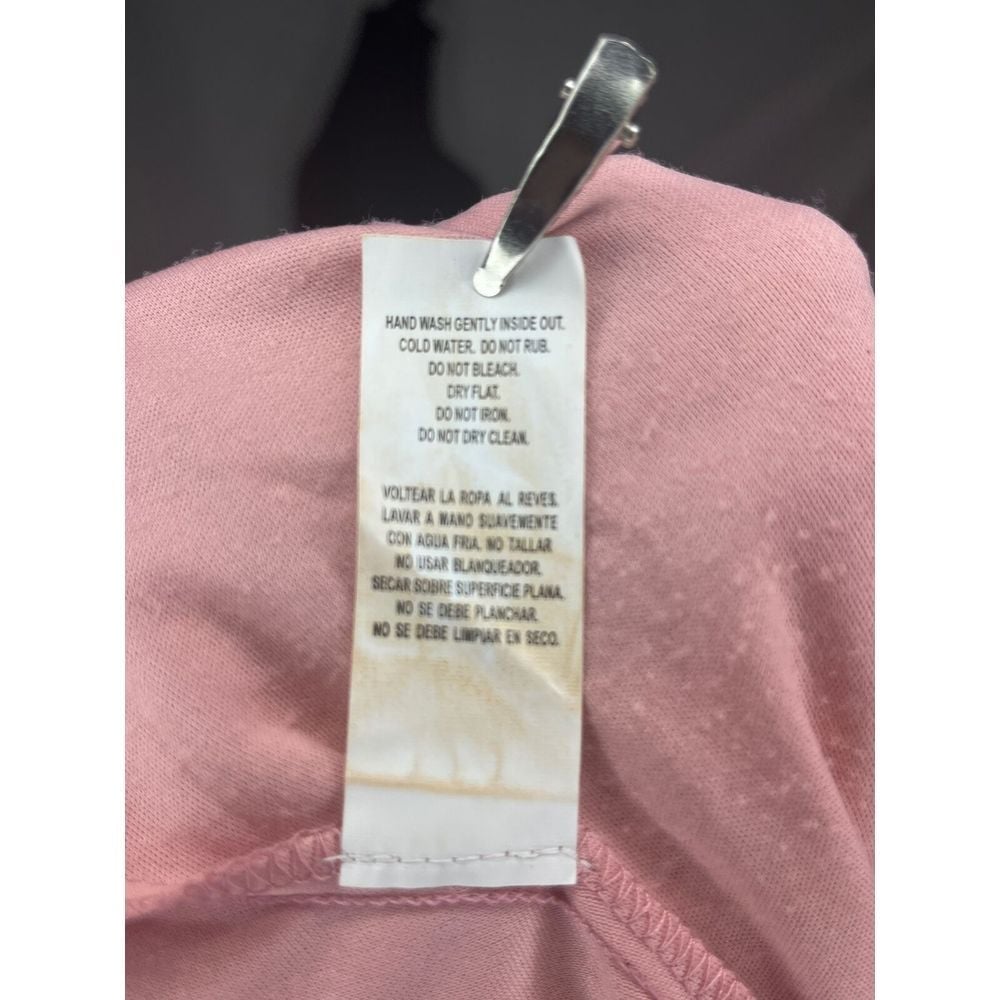 HAND WASH GENTLY INSIDE OUT.
COLD WATER. DO NOT RUB.
DO NOT BLEACH.
DRY FLAT.
DO NOT IRON.
DO NOT DRY CLEAN.
VOLTEAR LA ROPA AL REVES.
LAVAR A MANO SUAVEMENTE
CON AGUA FRIA. NO TALLAR
NO USAR BLANQUEADOR.
SECAR SOBRE SUPERFICIE PLANA.
NO SE DEBE PLANCHAR.
NO SE DEBE LIMPIAR EN SECO.